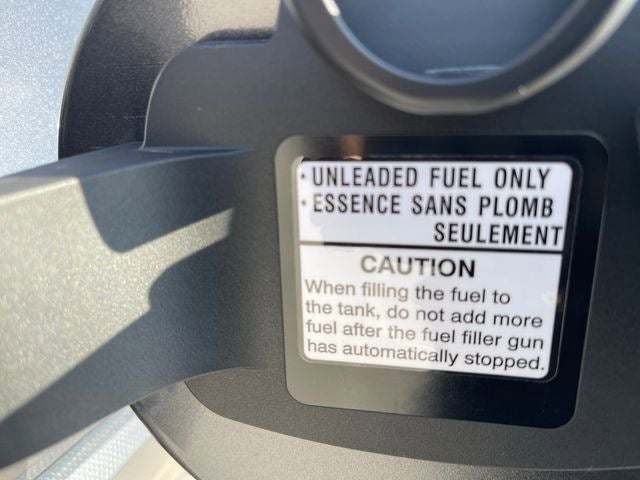 · UNLEADED FUEL ONLY
· ESSENCE SANS PLOMB
SEULEMENT
CAUTION
When filling the fuel to
the tank, do not add more
fuel after the fuel filler gun
has automatically stopped.